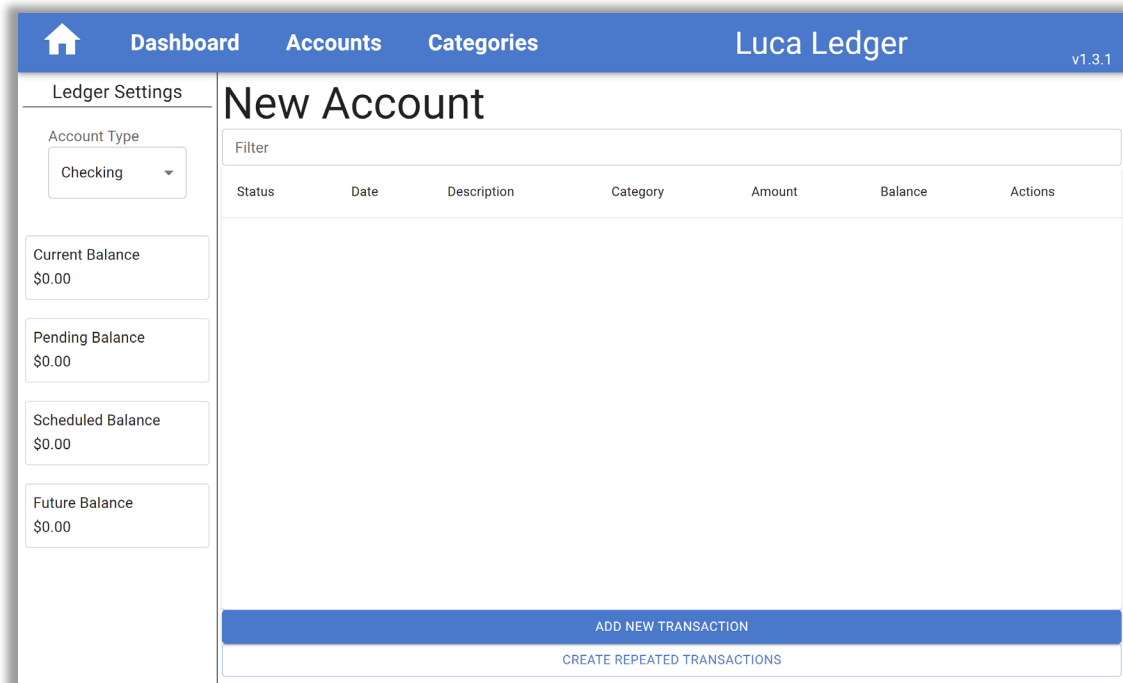 Dashboard Accounts Categories Luca Ledger v1.3.1
Ledger Settings
Account Type
Checking
Current Balance
$0.00
Pending Balance
$0.00
Scheduled Balance
$0.00
Future Balance
$0.00
New Account
Filter
Status Date Description Category Amount Balance Actions
ADD NEW TRANSACTION
CREATE REPEATED TRANSACTIONS